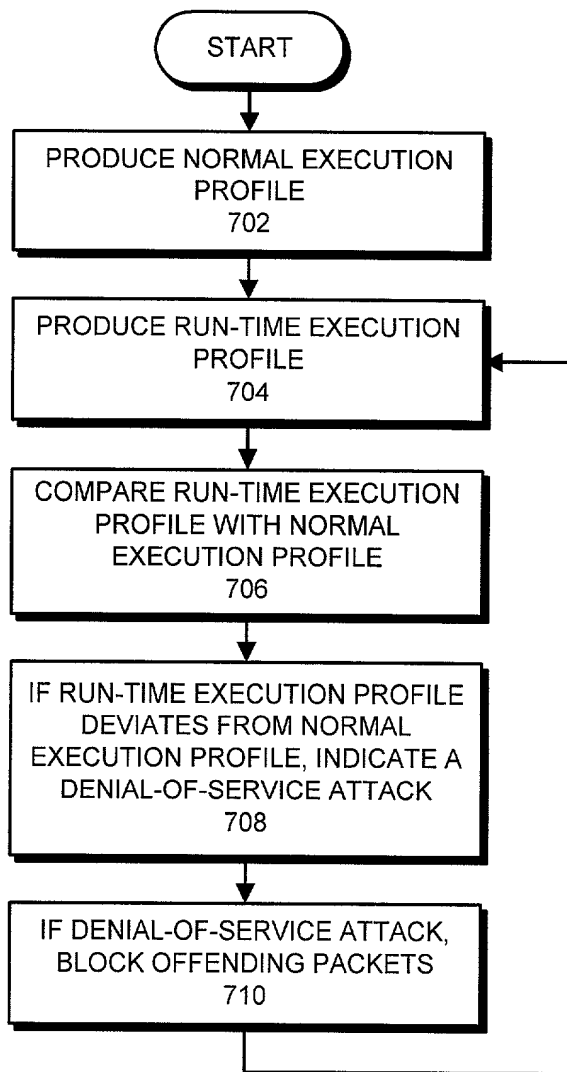 START
PRODUCE NORMAL EXECUTION
PROFILE
702
PRODUCE RUN-TIME EXECUTION
PROFILE
704
COMPARE RUN-TIME EXECUTION
PROFILE WITH NORMAL
EXECUTION PROFILE
706
IF RUN-TIME EXECUTION PROFILE
DEVIATES FROM NORMAL
EXECUTION PROFILE, INDICATE A
DENIAL-OF-SERVICE ATTACK
708
IF DENIAL-OF-SERVICE ATTACK,
BLOCK OFFENDING PACKETS
710